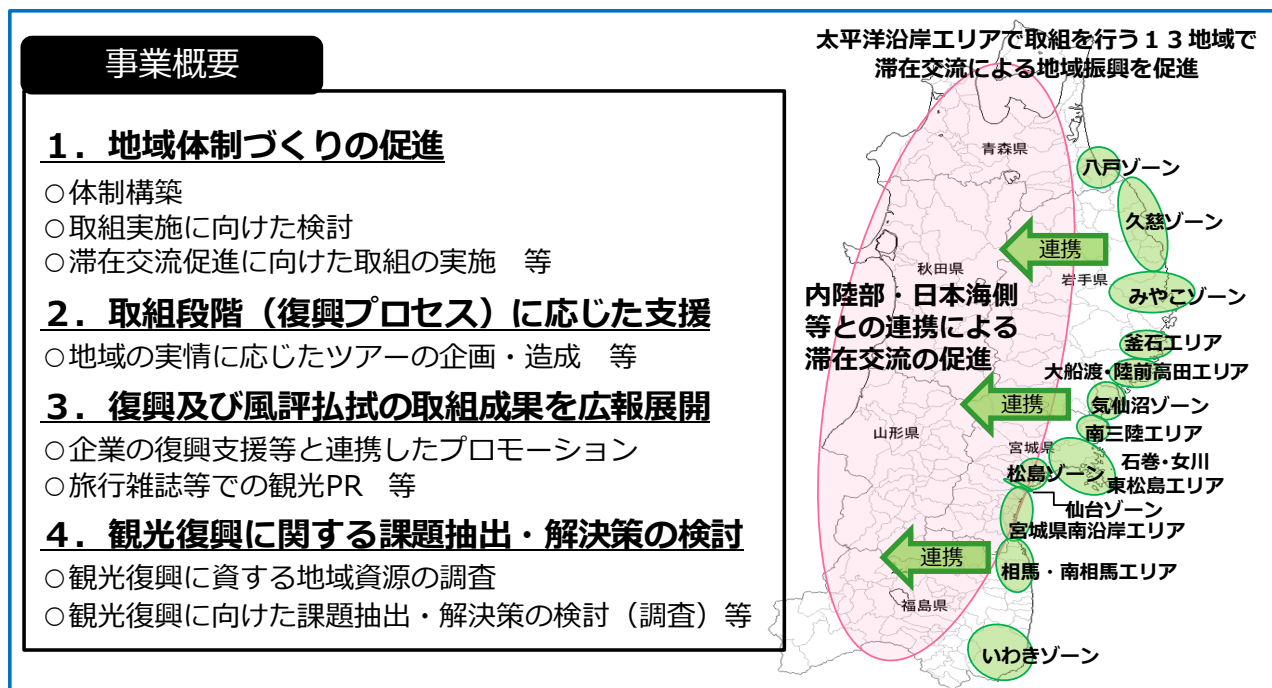 事業概要
1．地域体制づくりの促進
○体制構築
○取組実施に向けた検討
○滞在交流促進に向けた取組の実施　等
2．取組段階（復興プロセス）に応じた支援
○地域の実情に応じたツアーの企画・造成　等
3．復興及び風評払拭の取組成果を広報展開
○企業の復興支援等と連携したプロモーション
○旅行雑誌等での観光PR　等
4．観光復興に関する課題抽出・解決策の検討
○観光復興に資する地域資源の調査
○観光復興に向けた課題抽出・解決策の検討（調査）等
太平洋沿岸エリアで取組を行う１３地域で
滞在交流による地域振興を促進
青森県
八戸ゾーン
久慈ゾーン
連携
秋田県
岩手県
みやこゾーン
内陸部・日本海側
等との連携による
滞在交流の促進
釜石エリア
大船渡・陸前高田エリア
連携
気仙沼ゾーン
山形県
南三陸エリア
宮城県
石巻・女川
東松島エリア
松島ゾーン
仙台ゾーン
宮城県南沿岸エリア
連携
相馬・南相馬エリア
福島県
いわきゾーン